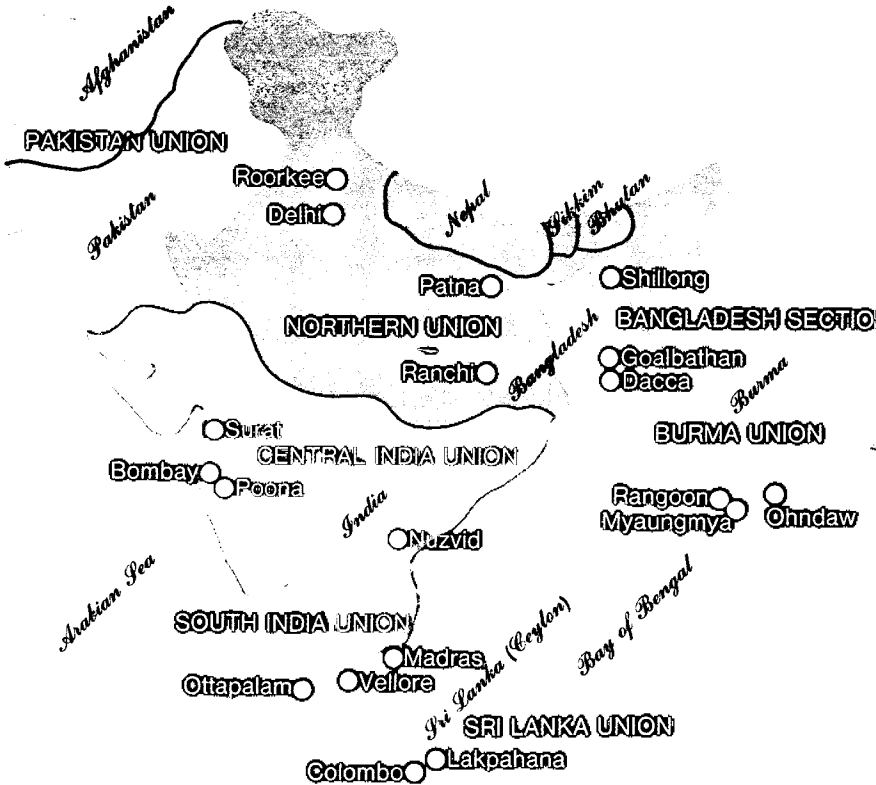 Afghanistan
PAKISTAN UNION
Roorkee
Pakistan
Delhi
Nepal
Sikkim
Bhutan
Patna
Shillong
NORTHERN UNION
BANGLADESH SECTIO
Bangladesh
Goalbathan
Ranchi
Dacca
Burma
Surat
BURMA UNION
CENTRAL INDIA UNION
Bombay
Poona
India
Rangoon
Myaungmya
Ohndaw
Nuzvid
Arabian Sea
Bay of Bengal
SOUTH INDIA UNION
Madras
Ottapalam
Vellore
Sri Lanka (Ceylon)
SRI LANKA UNION
Lakpahana
Colombo